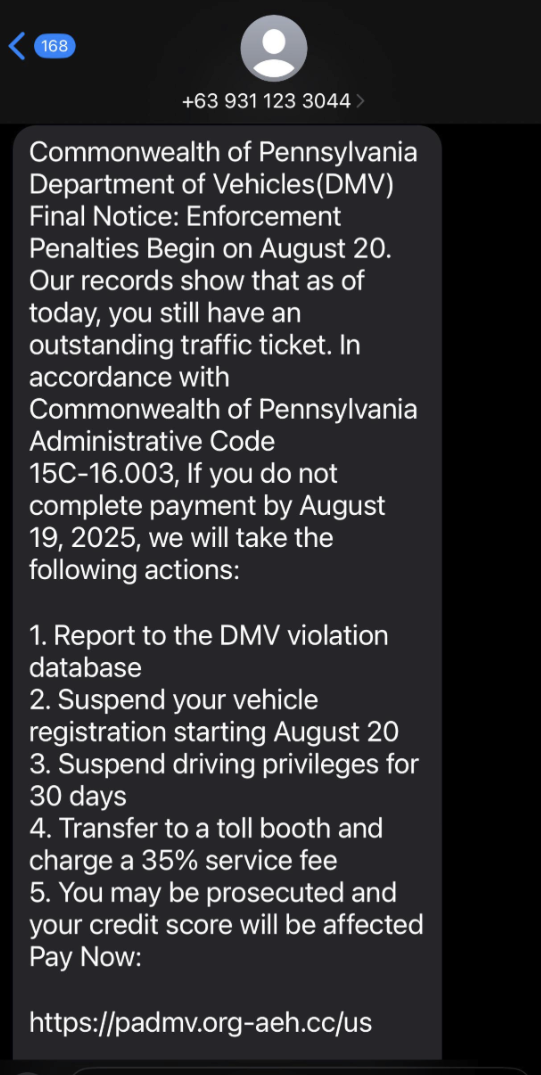 168
+63 931 123 3044
Commonwealth of Pennsylvania
Department of Vehicles(DMV)
Final Notice: Enforcement
Penalties Begin on August 20.
Our records show that as of
today, you still have an
outstanding traffic ticket. In
accordance with
Commonwealth of Pennsylvania
Administrative Code
15C-16.003, If you do not
complete payment by August
19, 2025, we will take the
following actions:
1. Report to the DMV violation
database
2. Suspend your vehicle
registration starting August 20
3. Suspend driving privileges for
30 days
4. Transfer to a toll booth and
charge a 35% service fee
5. You may be prosecuted and
your credit score will be affected
Pay Now:
https://padmv.org-aeh.cc/us